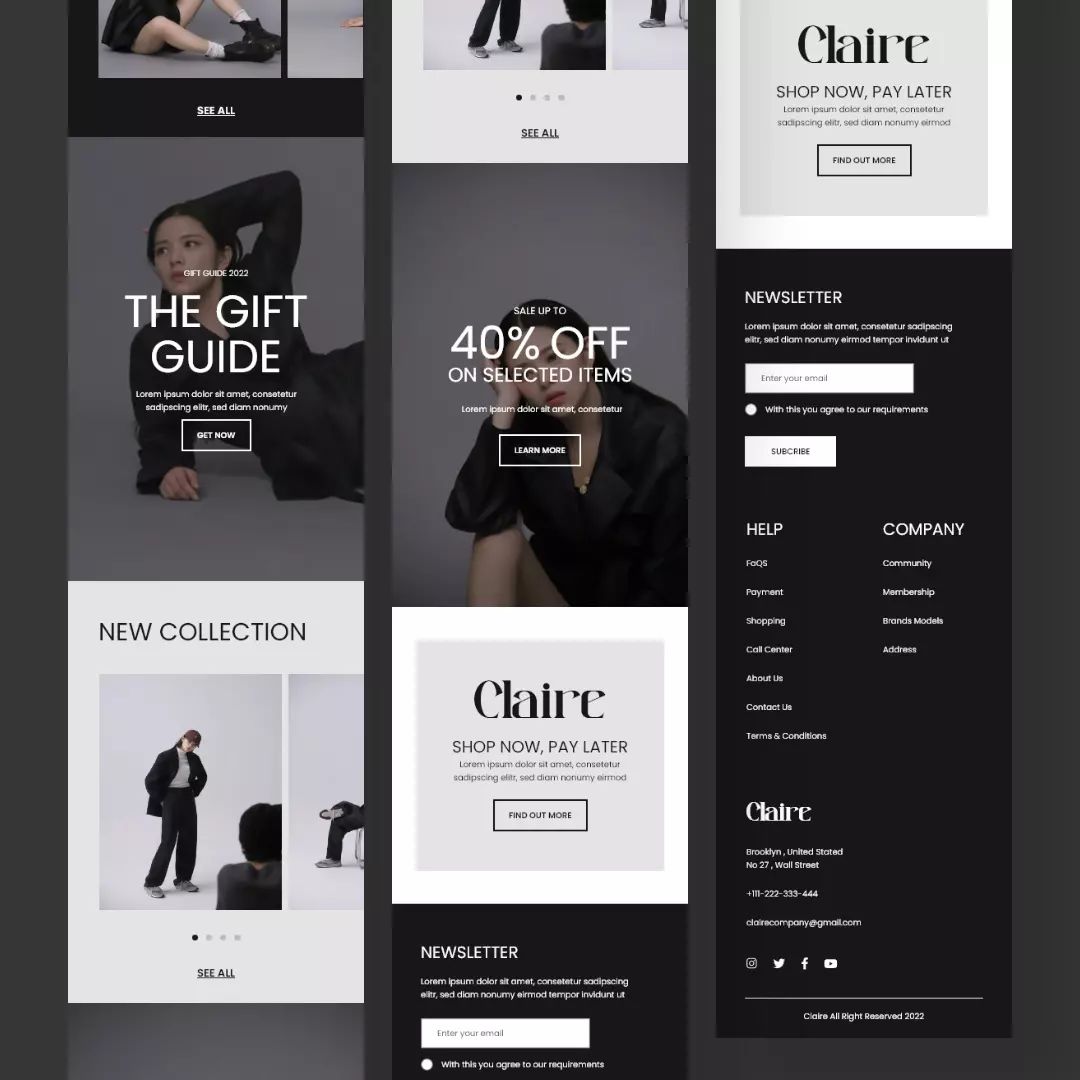 SEE ALL
GIFT GUIDE 2022
THE GIFT
GUIDE
Lorem ipsum dolor sit amet, consetetur
sadipscing elitr, sed diam nonumy
GET NOW
NEW COLLECTION
SEE ALL
SEE ALL
SALE UP TO
40% OFF
ON SELECTED ITEMS
Lorem ipsum dolor sit amet, consetetur
LEARN MORE
Claire
SHOP NOW, PAY LATER
Lorem ipsum dolor sit amet, consetetur
sadipscing elitr, sed diam nonumy eirmod
FIND OUT MORE
NEWSLETTER
Lorem ipsum dolor sit amet, consetetur sadipscing
elitr, sed diam nonumy eirmod tempor invidunt ut
Enter your email
With this you agree to our requirements
Claire
SHOP NOW, PAY LATER
Lorem ipsum dolor sit amet, consetetur
sadipscing elitr, sed diam nonumy eirmod
FIND OUT MORE
NEWSLETTER
Lorem ipsum dolor sit amet, consetetur sadipscing
elitr, sed diam nonumy eirmod tempor invidunt ut
Enter your email
With this you agree to our requirements
SUBCRIBE
HELP
FaQS
Payment
Shopping
Call Center
About Us
Contact Us
Terms & Conditions
COMPANY
Community
Membership
Brands Models
Address
Claire
Brooklyn , United Stated
No 27 , Wall Street
+111-222-333-444
clairecompany@gmail.com
Claire All Right Reserved 2022